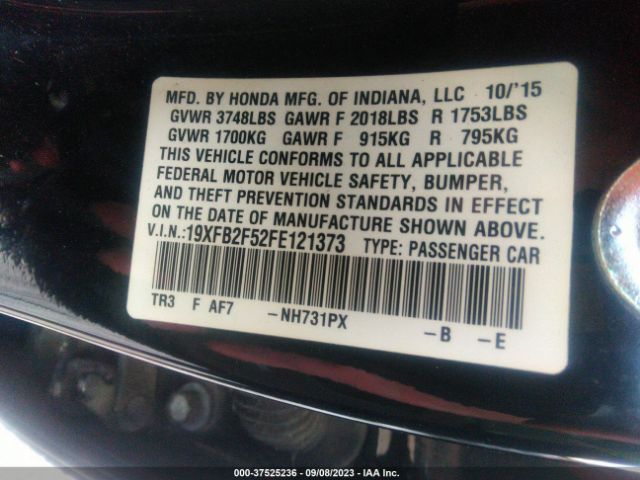 MFD. BY HONDA MFG. OF INDIANA, LLC 10/'15
GVWR 3748LBS GAWR F 2018LBS R 1753LBS
GVWR 1700KG GAWR F 915KG R 795KG
THIS VEHICLE CONFORMS TO ALL APPLICABLE
FEDERAL MOTOR VEHICLE SAFETY, BUMPER,
AND THEFT PREVENTION STANDARDS IN EFFECT
ON THE DATE OF MANUFACTURE SHOWN ABOVE.
V.I.N.:19XFB2F52FE121373 TYPE: PASSENGER CAR
TR3 F AF7 -NH731PX -B -E
000-37525236 - 09/08/2023 - IAA Inc.